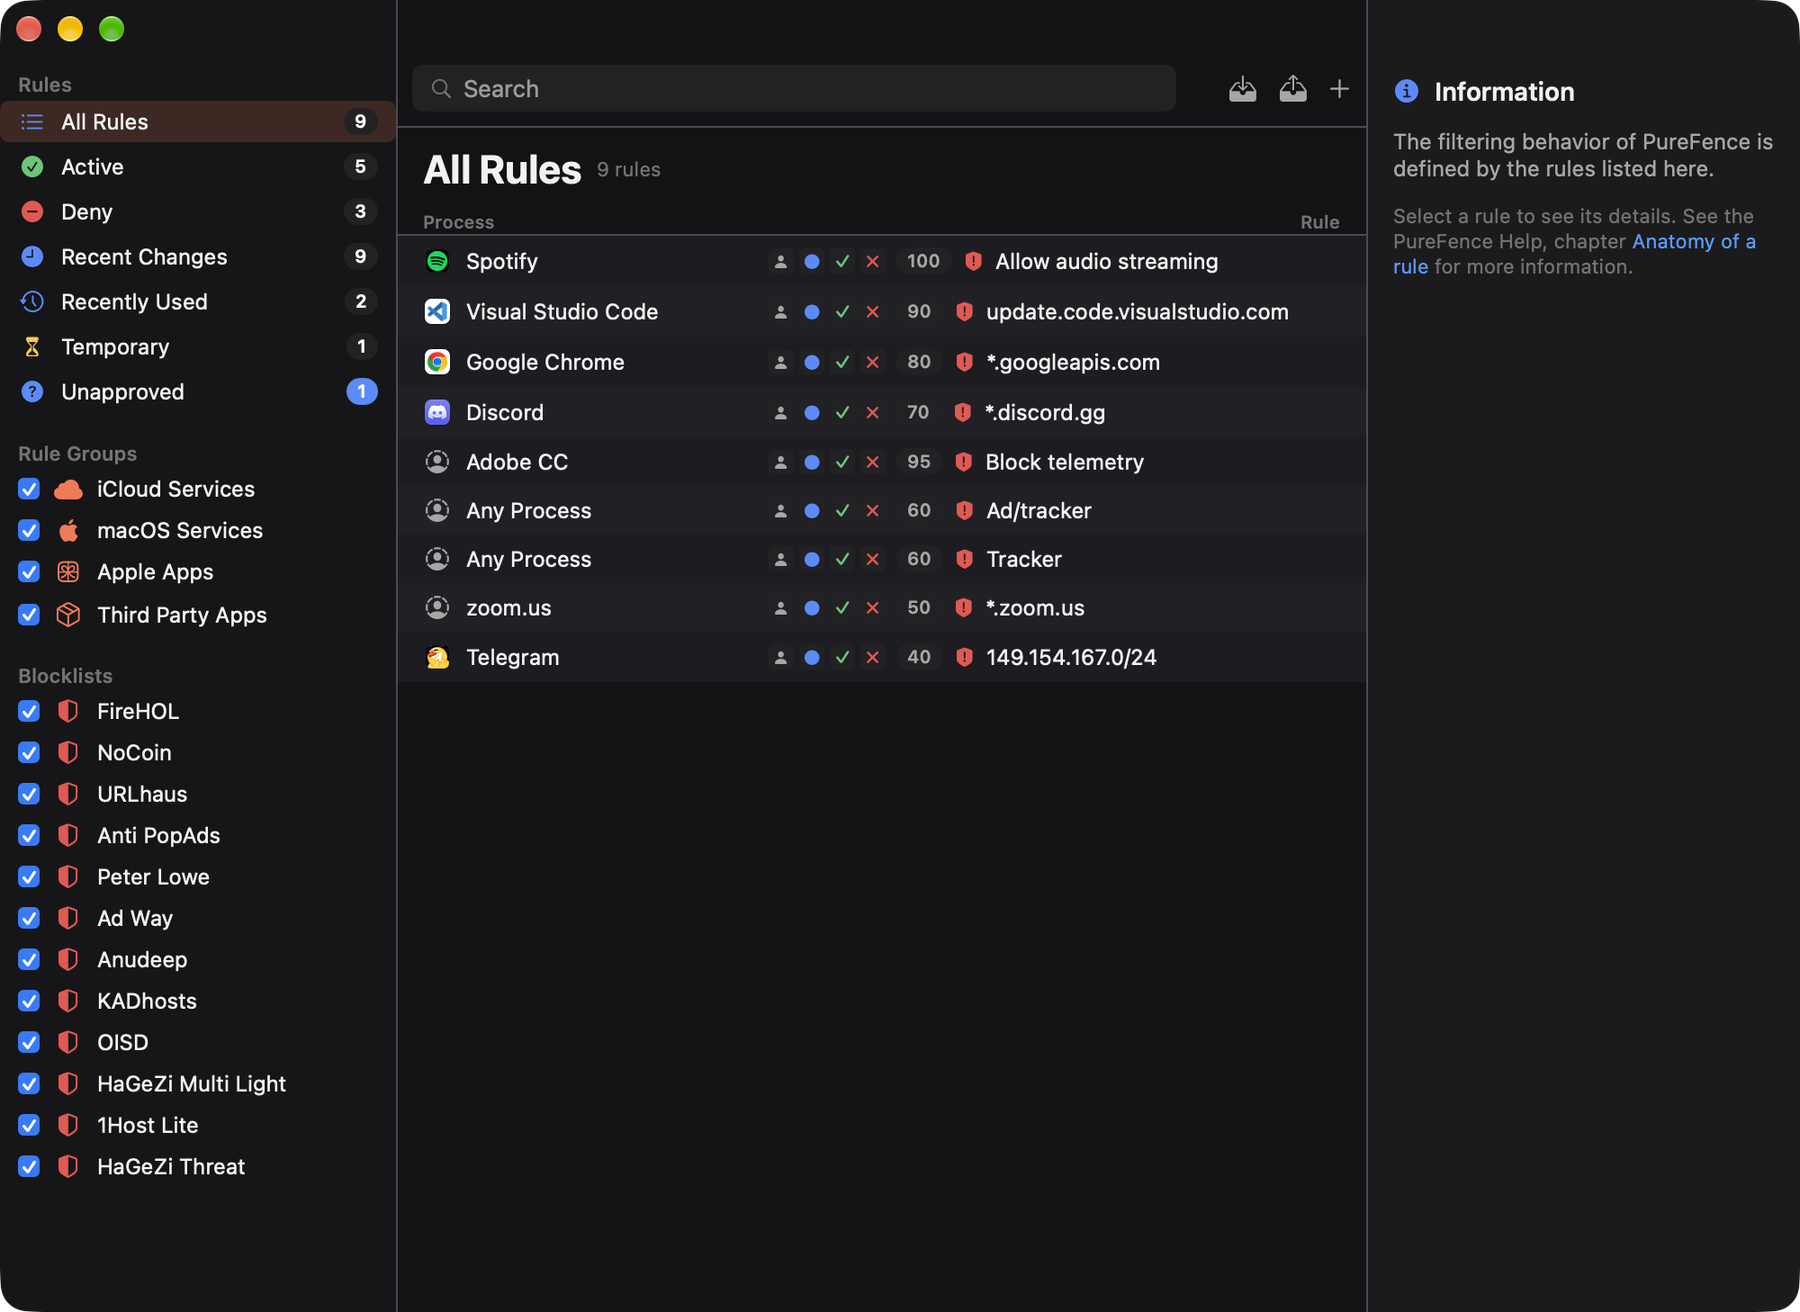 Rules
All Rules 9
Active 5
Deny 3
Recent Changes 9
Recently Used 2
Temporary 1
Unapproved 1
Rule Groups
iCloud Services
macOS Services
Apple Apps
Third Party Apps
Blocklists
FireHOL
NoCoin
URLhaus
Anti PopAds
Peter Lowe
Ad Way
Anudeep
KADhosts
OISD
HaGeZi Multi Light
1Host Lite
HaGeZi Threat
Search
All Rules 9 rules
Process Rule
Spotify 100 Allow audio streaming
Visual Studio Code 90 update.code.visualstudio.com
Google Chrome 80 *.googleapis.com
Discord 70 *.discord.gg
Adobe CC 95 Block telemetry
Any Process 60 Ad/tracker
Any Process 60 Tracker
zoom.us 50 *.zoom.us
Telegram 40 149.154.167.0/24
Information
The filtering behavior of PureFence is
defined by the rules listed here.
Select a rule to see its details. See the
PureFence Help, chapter Anatomy of a
rule for more information.